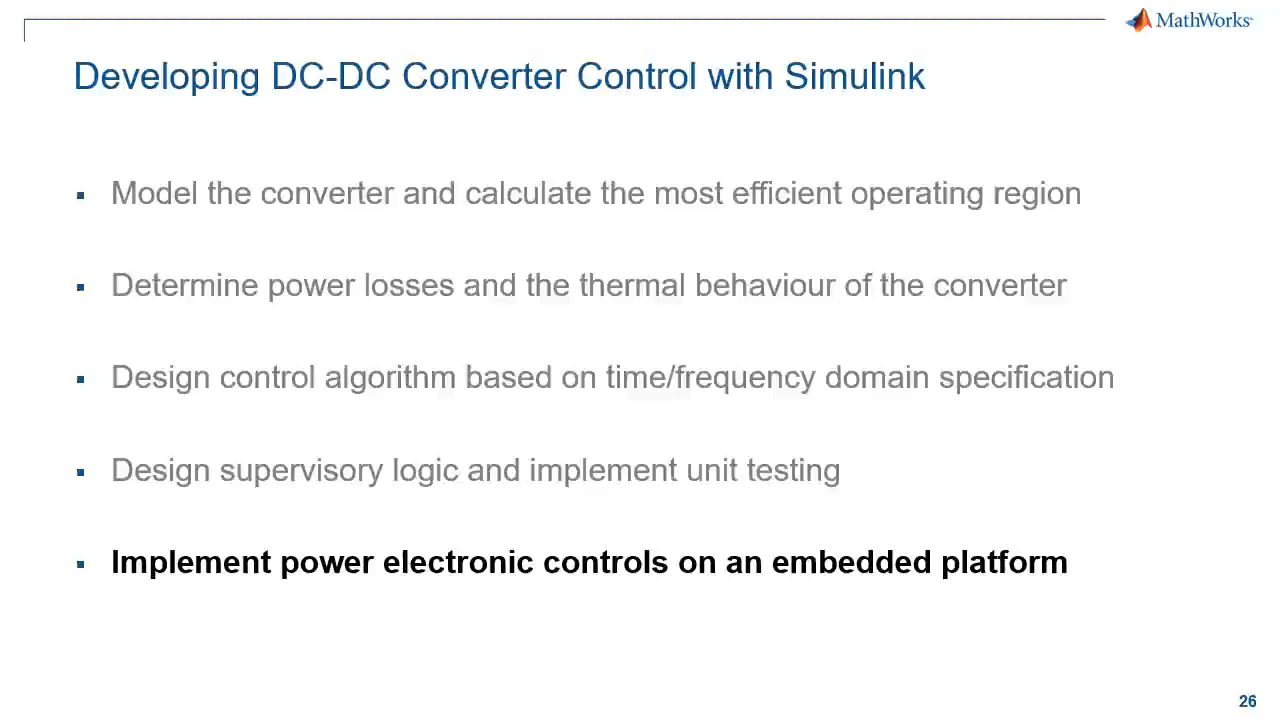 MathWorks
Developing DC-DC Converter Control with Simulink
▪ Model the converter and calculate the most efficient operating region
▪ Determine power losses and the thermal behaviour of the converter
▪ Design control algorithm based on time/frequency domain specification
▪ Design supervisory logic and implement unit testing
▪ Implement power electronic controls on an embedded platform
26